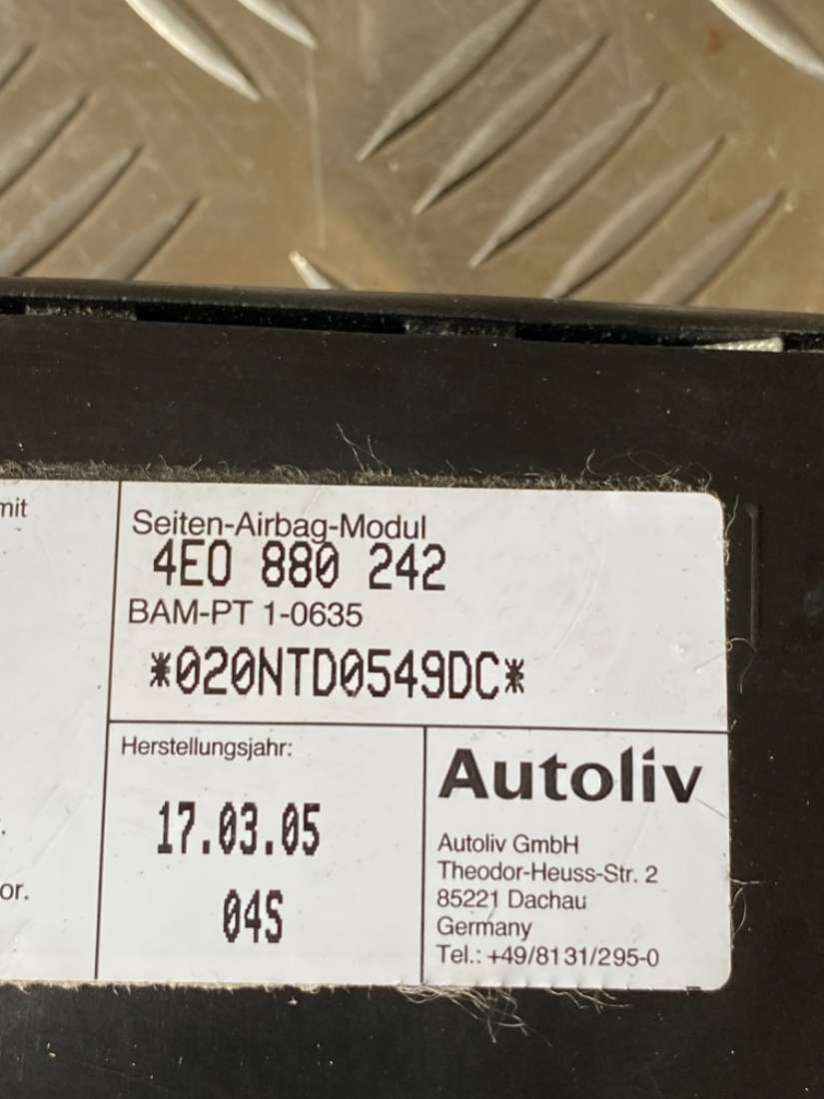 mit
Seiten-Airbag-Modul
4E0 880 242
BAM-PT 1-0635
*020NTD0549DC*
Herstellungsjahr:
17.03.05
04S
or.
Autoliv
Autoliv GmbH
Theodor-Heuss-Str. 2
85221 Dachau
Germany
Tel.: +49/8131/295-0